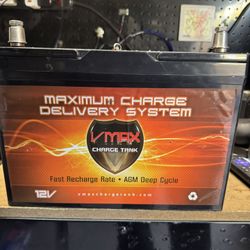 MAXIMUM CHARGE
DELIVERY SYSTEM
VMAX
CHARGE TANK
Fast Recharge Rate • AGM Deep Cycle
12V
vmaxchargetank.com